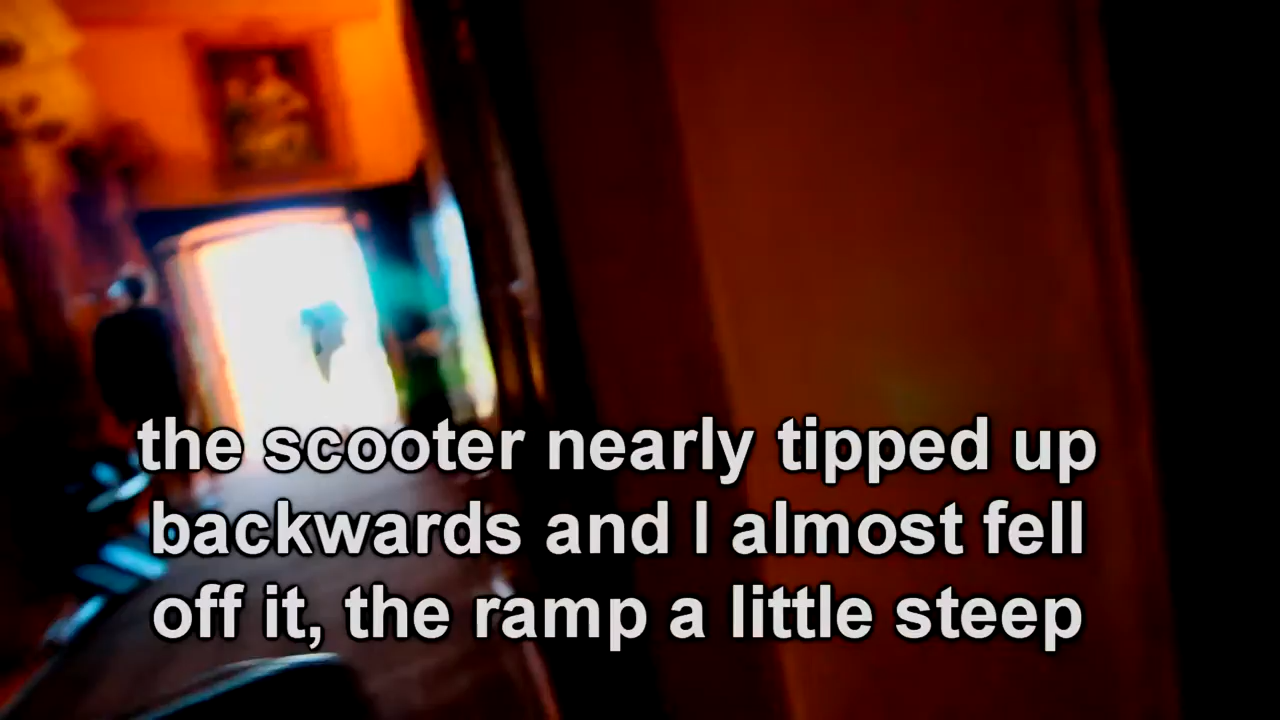 the scooter nearly tipped up
backwards and I almost fell
off it, the ramp a little steep